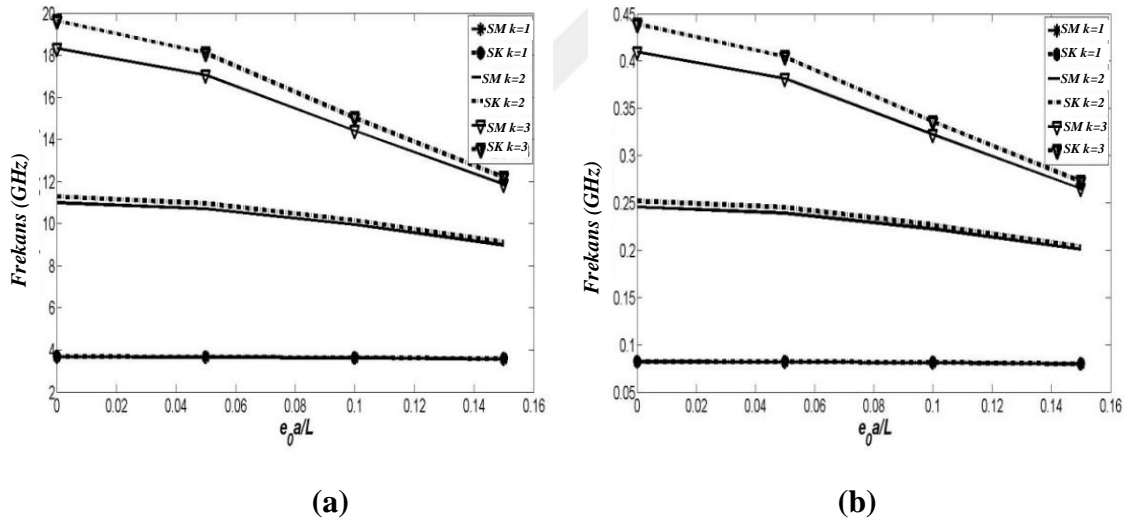 20
18
16
14
12
10
8
6
4
2
Frekans (GHz)
0
0.02
0.04
0.06
0.08
0.1
0.12
0.14
0.16
e₀a/L
SM k=1
SK k=1
SM k=2
SK k=2
SM k=3
SK k=3
(a)
0.45
0.4
0.35
0.3
0.25
0.2
0.15
0.1
0.05
Frekans (GHz)
0
0.02
0.04
0.06
0.08
0.1
0.12
0.14
0.16
e₀a/L
SM k=1
SK k=1
SM k=2
SK k=2
SM k=3
SK k=3
(b)